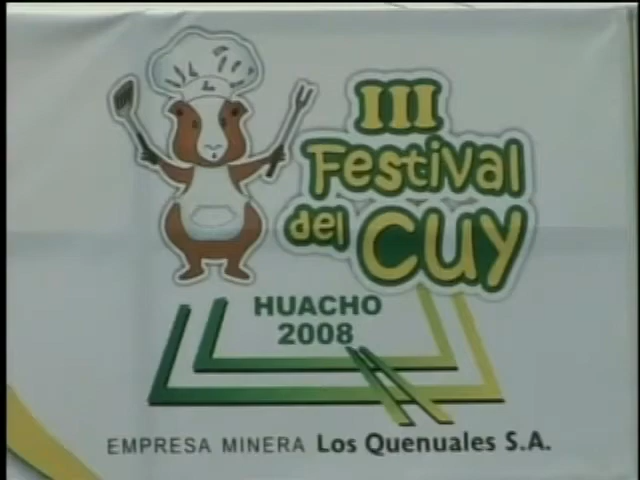 III
Festival
del CUY
HUACHO
2008
EMPRESA MINERA Los Quenuales S.A.